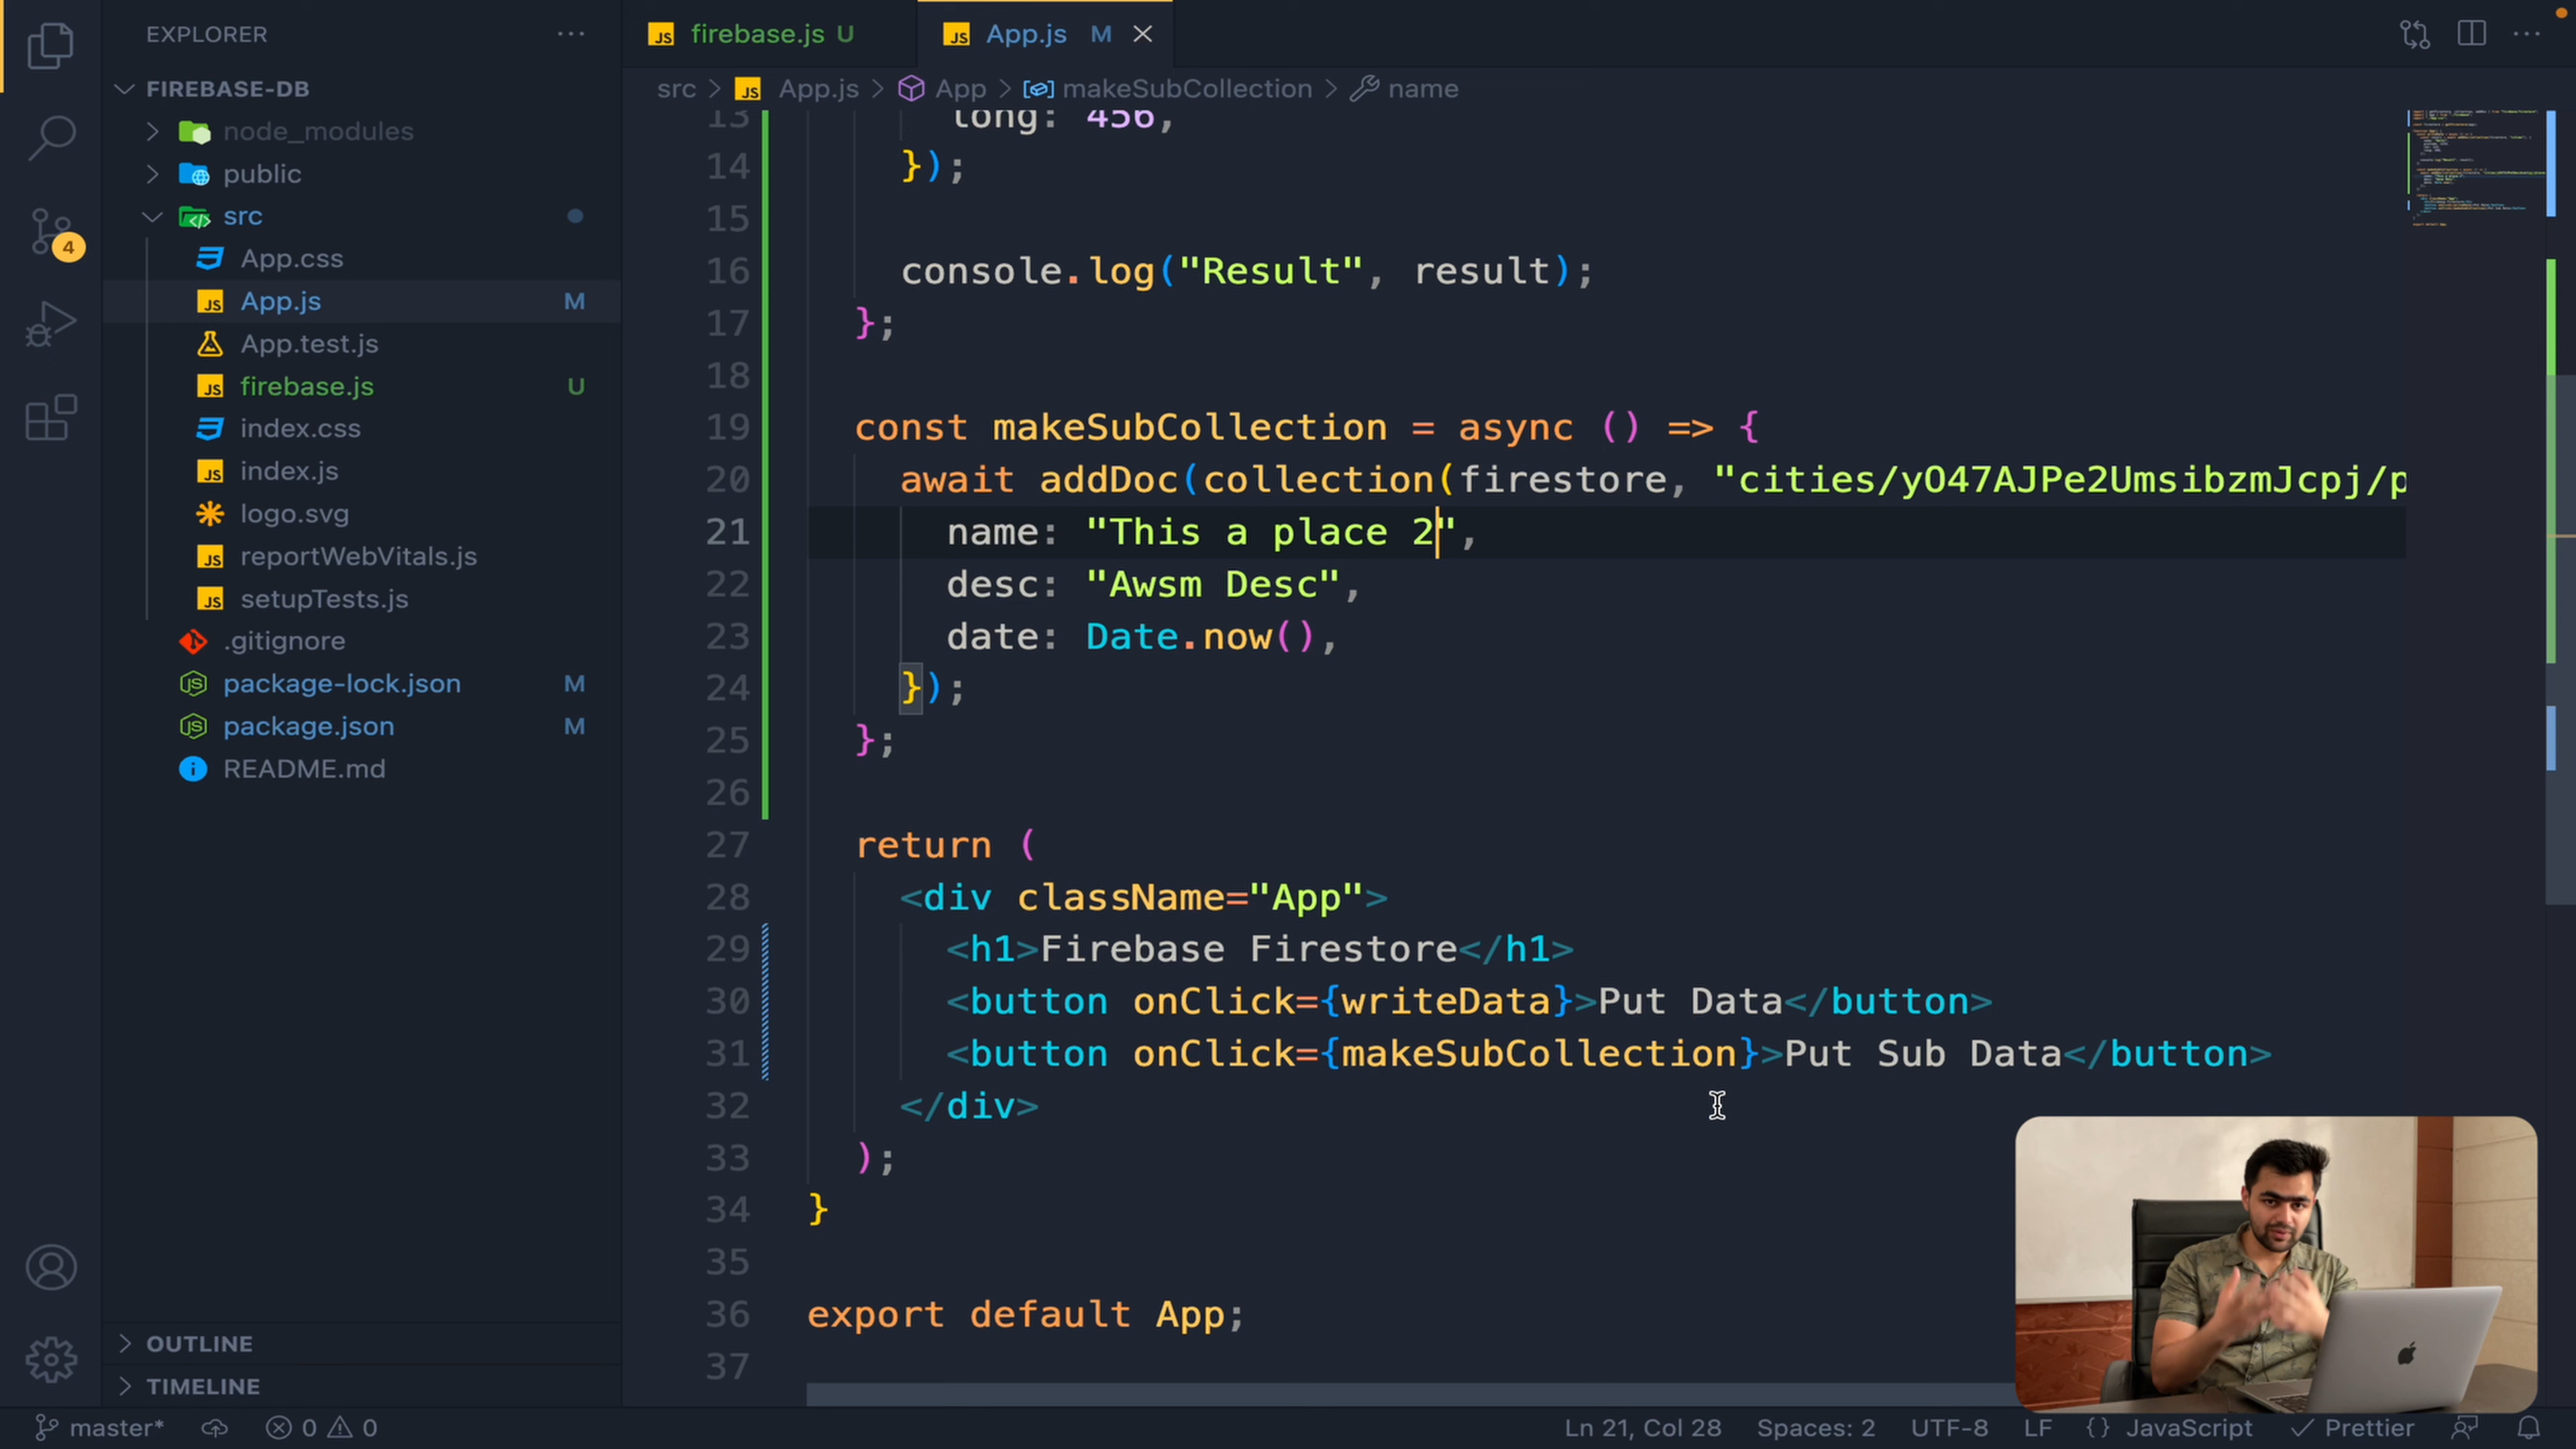 EXPLORER
FIREBASE-DB
node_modules
public
src
App.css
App.js M
App.test.js
firebase.js U
index.css
index.js
logo.svg
reportWebVitals.js
setupTests.js
.gitignore
package-lock.json M
package.json M
README.md
OUTLINE
TIMELINE
4
firebase.js U
App.js M
src > App.js > App > makeSubCollection > name
13 long: 456,
14 });
15
16 console.log("Result", result);
17 };
18
19 const makeSubCollection = async () => {
20 await addDoc(collection(firestore, "cities/yO47AJPe2UmsibzmJcpj/p
21 name: "This a place 2",
22 desc: "Awsm Desc",
23 date: Date.now(),
24 });
25 };
26
27 return (
28 <div className="App">
29 <h1>Firebase Firestore</h1>
30 <button onClick={writeData}>Put Data</button>
31 <button onClick={makeSubCollection}>Put Sub Data</button>
32 </div>
33 );
34 }
35
36 export default App;
37
master* 0 0 Ln 21, Col 28 Spaces: 2 UTF-8 LF {} JavaScript Prettier